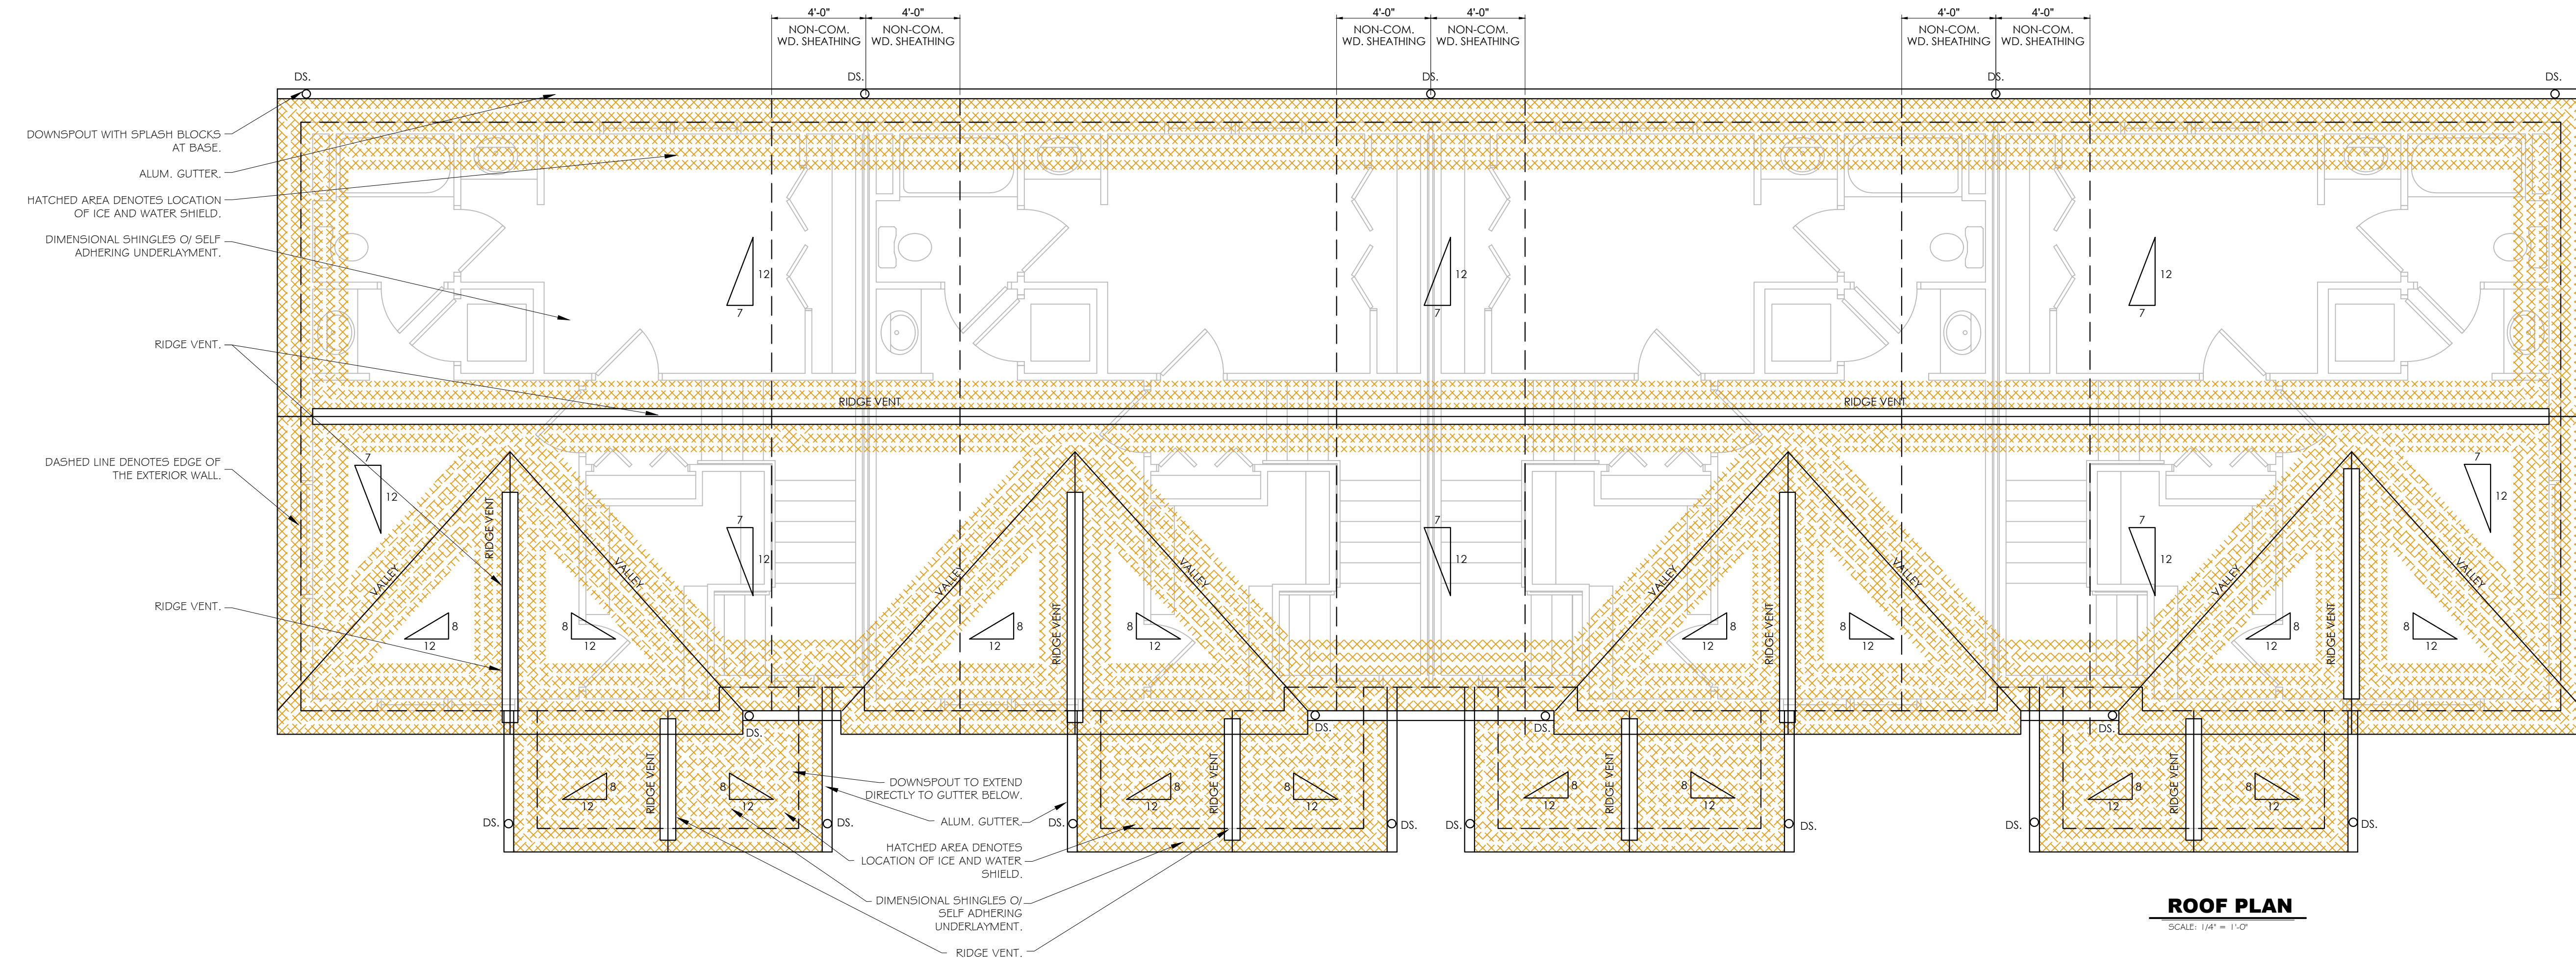 4'-0" 4'-0" 4'-0" 4'-0" 4'-0" 4'-0"
NON-COM. NON-COM. NON-COM. NON-COM. NON-COM. NON-COM.
WD. SHEATHING WD. SHEATHING WD. SHEATHING WD. SHEATHING WD. SHEATHING WD. SHEATHING
DS. DS. DS. DS. DS.
DOWNSPOUT WITH SPLASH BLOCKS
AT BASE.
ALUM. GUTTER.
HATCHED AREA DENOTES LOCATION
OF ICE AND WATER SHIELD.
DIMENSIONAL SHINGLES O/ SELF
ADHERING UNDERLAYMENT.
12 12 12
7 7 7
RIDGE VENT.
RIDGE VENT RIDGE VENT
DASHED LINE DENOTES EDGE OF
THE EXTERIOR WALL.
7 7
12 12
RIDGE VENT
7 7 7
12 12 12
VALLEY VALLEY VALLEY VALLEY VALLEY VALLEY VALLEY VALLEY
RIDGE VENT.
RIDGE VENT RIDGE VENT RIDGE VENT
8 8 8 8 8 8 8 8
12 12 12 12 12 12 12 12
DS. DS. DS. DS.
RIDGE VENT RIDGE VENT RIDGE VENT RIDGE VENT
8 8 8 8 8 8 8 8
12 12 12 12 12 12 12 12
DOWNSPOUT TO EXTEND
DIRECTLY TO GUTTER BELOW.
ALUM. GUTTER.
DS. DS. DS. DS. DS. DS. DS. DS.
HATCHED AREA DENOTES
LOCATION OF ICE AND WATER
SHIELD.
DIMENSIONAL SHINGLES O/
SELF ADHERING
UNDERLAYMENT.
RIDGE VENT.
ROOF PLAN
SCALE: 1/4" = 1'-0"